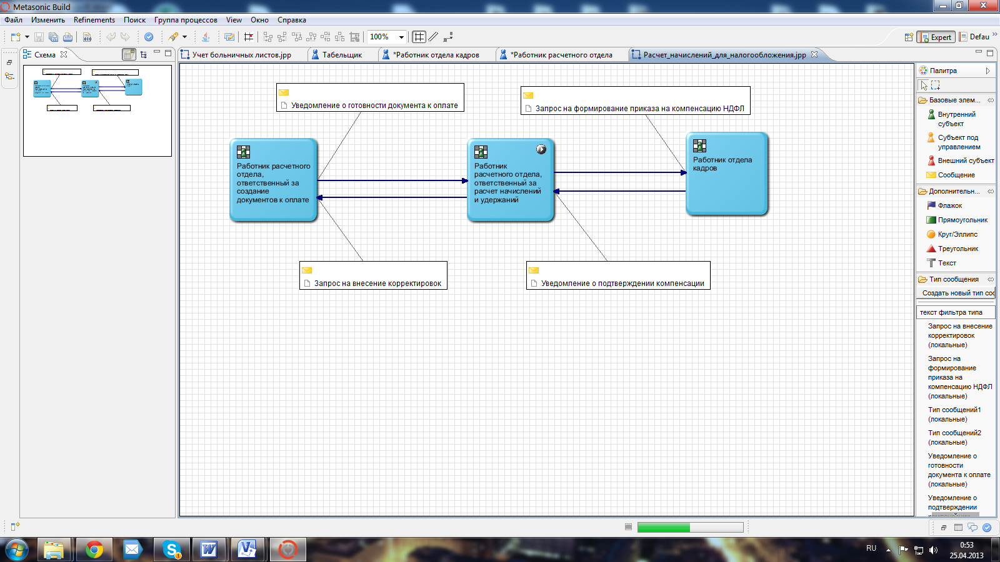 Metasonic Build
Файл Изменить Refinements Поиск Группа процессов View Окно Справка
010
100%
Expert
Defau
Схема
Учет больничных листов.jpp
Табельщик
*Работник отдела кадров
*Работник расчетного отдела
Расчет_начислений_для_налогообложения.jpp
Уведомление о готовности документа к оплате
Запрос на формирование приказа на компенсацию НДФЛ
Работник расчетного
отдела,
ответственный за
создание
документов к оплате
Работник
расчетного отдела,
ответственный за
расчет начислений
и удержаний
Работник отдела
кадров
Запрос на внесение корректировок
Уведомление о подтверждении компенсации
Палитра
Базовые элем...
Внутренний
субъект
Субъект под
управлением
Внешний субъект
Сообщение
Дополнительн...
Флажок
Прямоугольник
Круг/Эллипс
Треугольник
Текст
Тип сообщения
Создать новый тип соо
текст фильтра типа
Запрос на внесение
корректировок
(локальные)
Запрос на
формирование
приказа на
компенсацию НДФЛ
(локальные)
Тип сообщений1
(локальные)
Тип сообщений2
(локальные)
Уведомление о
готовности
документа к оплате
(локальные)
Уведомление о
подтверждении
RU
0:53
25.04.2013